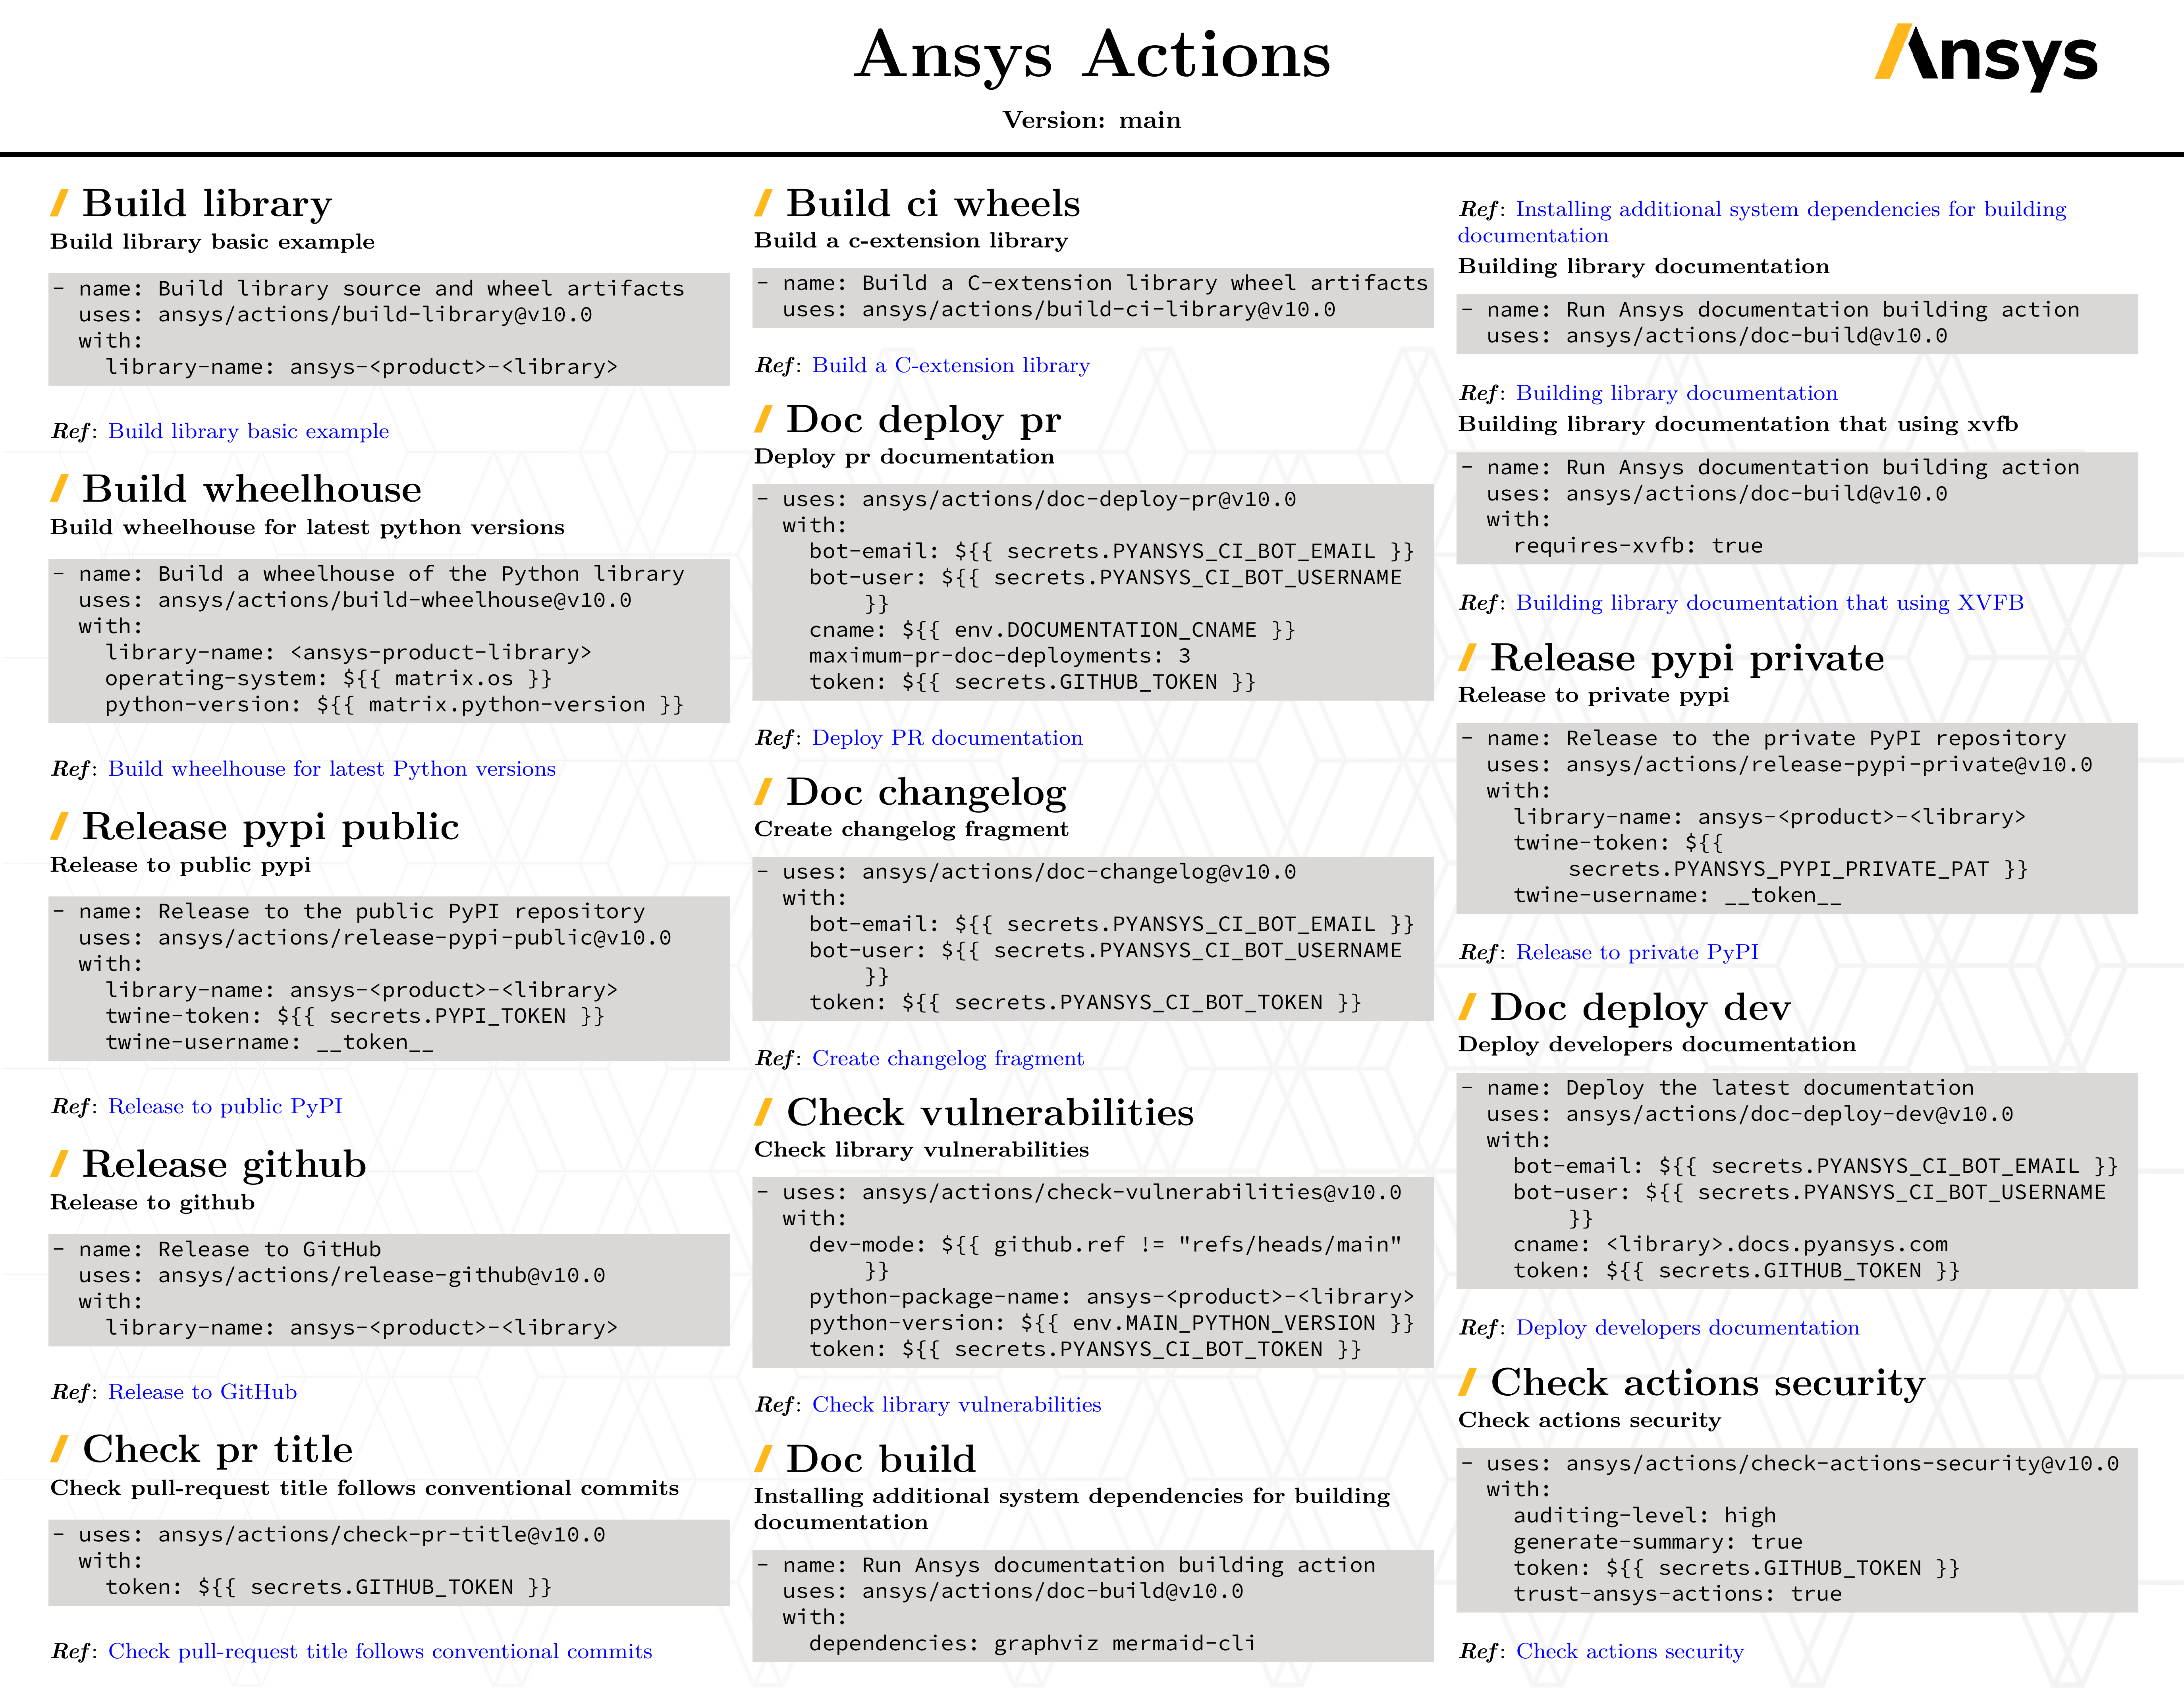 Ansys Actions
Ansys
Version: main
Build library
Build library basic example
- name: Build library source and wheel artifacts
  uses: ansys/actions/build-library@v10.0
  with:
    library-name: ansys-<product>-<library>
Ref: Build library basic example
Build wheelhouse
Build wheelhouse for latest python versions
- name: Build a wheelhouse of the Python library
  uses: ansys/actions/build-wheelhouse@v10.0
  with:
    library-name: <ansys-product-library>
    operating-system: ${{ matrix.os }}
    python-version: ${{ matrix.python-version }}
Ref: Build wheelhouse for latest Python versions
Release pypi public
Release to public pypi
- name: Release to the public PyPI repository
  uses: ansys/actions/release-pypi-public@v10.0
  with:
    library-name: ansys-<product>-<library>
    twine-token: ${{ secrets.PYPI_TOKEN }}
    twine-username: __token__
Ref: Release to public PyPI
Release github
Release to github
- name: Release to GitHub
  uses: ansys/actions/release-github@v10.0
  with:
    library-name: ansys-<product>-<library>
Ref: Release to GitHub
Check pr title
Check pull-request title follows conventional commits
- uses: ansys/actions/check-pr-title@v10.0
  with:
    token: ${{ secrets.GITHUB_TOKEN }}
Ref: Check pull-request title follows conventional commits
Build ci wheels
Build a c-extension library
- name: Build a C-extension library wheel artifacts
  uses: ansys/actions/build-ci-library@v10.0
Ref: Build a C-extension library
Doc deploy pr
Deploy pr documentation
- uses: ansys/actions/doc-deploy-pr@v10.0
  with:
    bot-email: ${{ secrets.PYANSYS_CI_BOT_EMAIL }}
    bot-user: ${{ secrets.PYANSYS_CI_BOT_USERNAME
        }}
    cname: ${{ env.DOCUMENTATION_CNAME }}
    maximum-pr-doc-deployments: 3
    token: ${{ secrets.GITHUB_TOKEN }}
Ref: Deploy PR documentation
Doc changelog
Create changelog fragment
- uses: ansys/actions/doc-changelog@v10.0
  with:
    bot-email: ${{ secrets.PYANSYS_CI_BOT_EMAIL }}
    bot-user: ${{ secrets.PYANSYS_CI_BOT_USERNAME
        }}
    token: ${{ secrets.PYANSYS_CI_BOT_TOKEN }}
Ref: Create changelog fragment
Check vulnerabilities
Check library vulnerabilities
- uses: ansys/actions/check-vulnerabilities@v10.0
  with:
    dev-mode: ${{ github.ref != "refs/heads/main"
        }}
    python-package-name: ansys-<product>-<library>
    python-version: ${{ env.MAIN_PYTHON_VERSION }}
    token: ${{ secrets.PYANSYS_CI_BOT_TOKEN }}
Ref: Check library vulnerabilities
Doc build
Installing additional system dependencies for building
documentation
- name: Run Ansys documentation building action
  uses: ansys/actions/doc-build@v10.0
  with:
    dependencies: graphviz mermaid-cli
Ref: Installing additional system dependencies for building
documentation
Building library documentation
- name: Run Ansys documentation building action
  uses: ansys/actions/doc-build@v10.0
Ref: Building library documentation
Building library documentation that using xvfb
- name: Run Ansys documentation building action
  uses: ansys/actions/doc-build@v10.0
  with:
    requires-xvfb: true
Ref: Building library documentation that using XVFB
Release pypi private
Release to private pypi
- name: Release to the private PyPI repository
  uses: ansys/actions/release-pypi-private@v10.0
  with:
    library-name: ansys-<product>-<library>
    twine-token: ${{
        secrets.PYANSYS_PYPI_PRIVATE_PAT }}
    twine-username: __token__
Ref: Release to private PyPI
Doc deploy dev
Deploy developers documentation
- name: Deploy the latest documentation
  uses: ansys/actions/doc-deploy-dev@v10.0
  with:
    bot-email: ${{ secrets.PYANSYS_CI_BOT_EMAIL }}
    bot-user: ${{ secrets.PYANSYS_CI_BOT_USERNAME
        }}
    cname: <library>.docs.pyansys.com
    token: ${{ secrets.GITHUB_TOKEN }}
Ref: Deploy developers documentation
Check actions security
Check actions security
- uses: ansys/actions/check-actions-security@v10.0
  with:
    auditing-level: high
    generate-summary: true
    token: ${{ secrets.GITHUB_TOKEN }}
    trust-ansys-actions: true
Ref: Check actions security